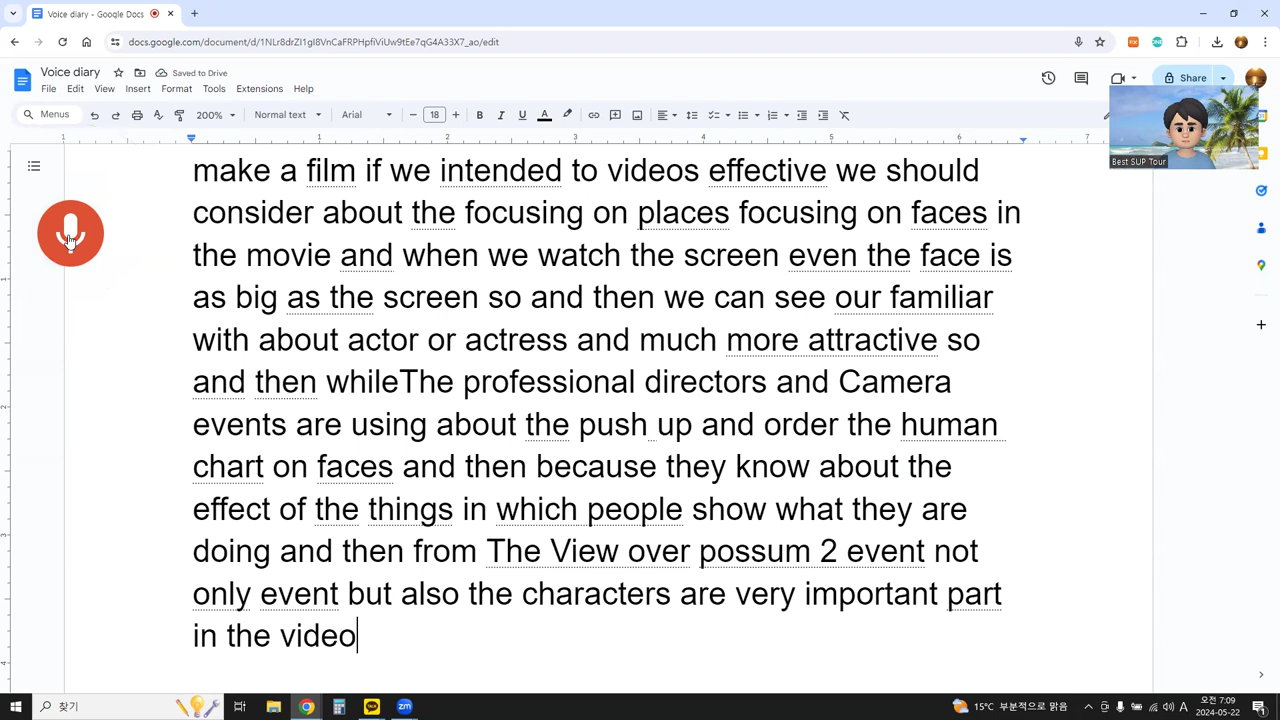 Voice diary - Google Docs
docs.google.com/document/d/1NLr8drZI1gI8VnCaFRPHpfiViUw9tEe7qG4A33X7_ao/edit
Voice diary
Saved to Drive
File Edit View Insert Format Tools Extensions Help
Share
Menus
200%
Normal text
Arial
18
B I U A
1 1 2 3 4 5 6 7
Best SUP Tour
make a film if we intended to videos effective we should
consider about the focusing on places focusing on faces in
the movie and when we watch the screen even the face is
as big as the screen so and then we can see our familiar
with about actor or actress and much more attractive so
and then whileThe professional directors and Camera
events are using about the push up and order the human
chart on faces and then because they know about the
effect of the things in which people show what they are
doing and then from The View over possum 2 event not
only event but also the characters are very important part
in the video
찾기
15°C 부분적으로 맑음
A
오전 7:09
2024-05-22